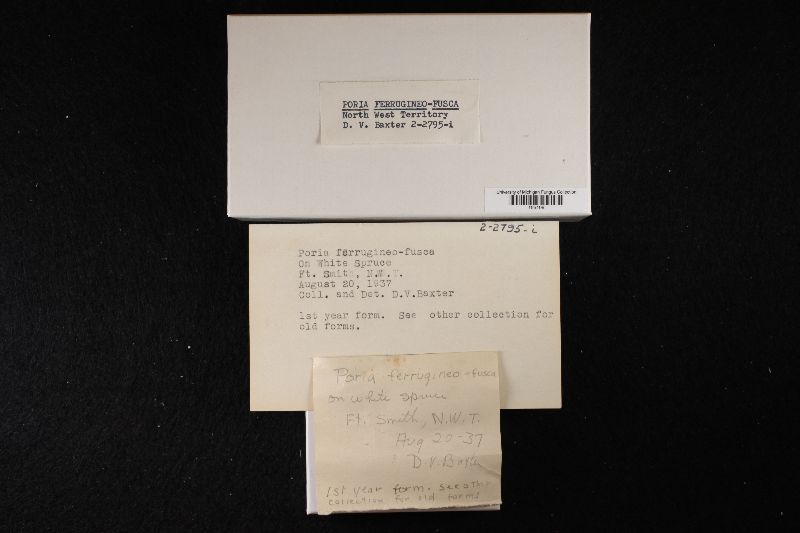 PORIA FERRUGINEO-FUSCA
North West Territory
D. V. Baxter 2-2795-i
University of Michigan Fungus Collection
2-2795-i
Poria ferrugineo-fusca
On White Spruce
Ft. Smith, N.W.T.
August 20, 1937
Coll. and Det. D.V.Baxter
1st year form. See other collection for
old forms.
Poria ferrugineo-fusca
on white spruce
Ft. Smith, N.W.T.
Aug 20-37
D.V. Baxter
1st year form. see other
collection for old forms